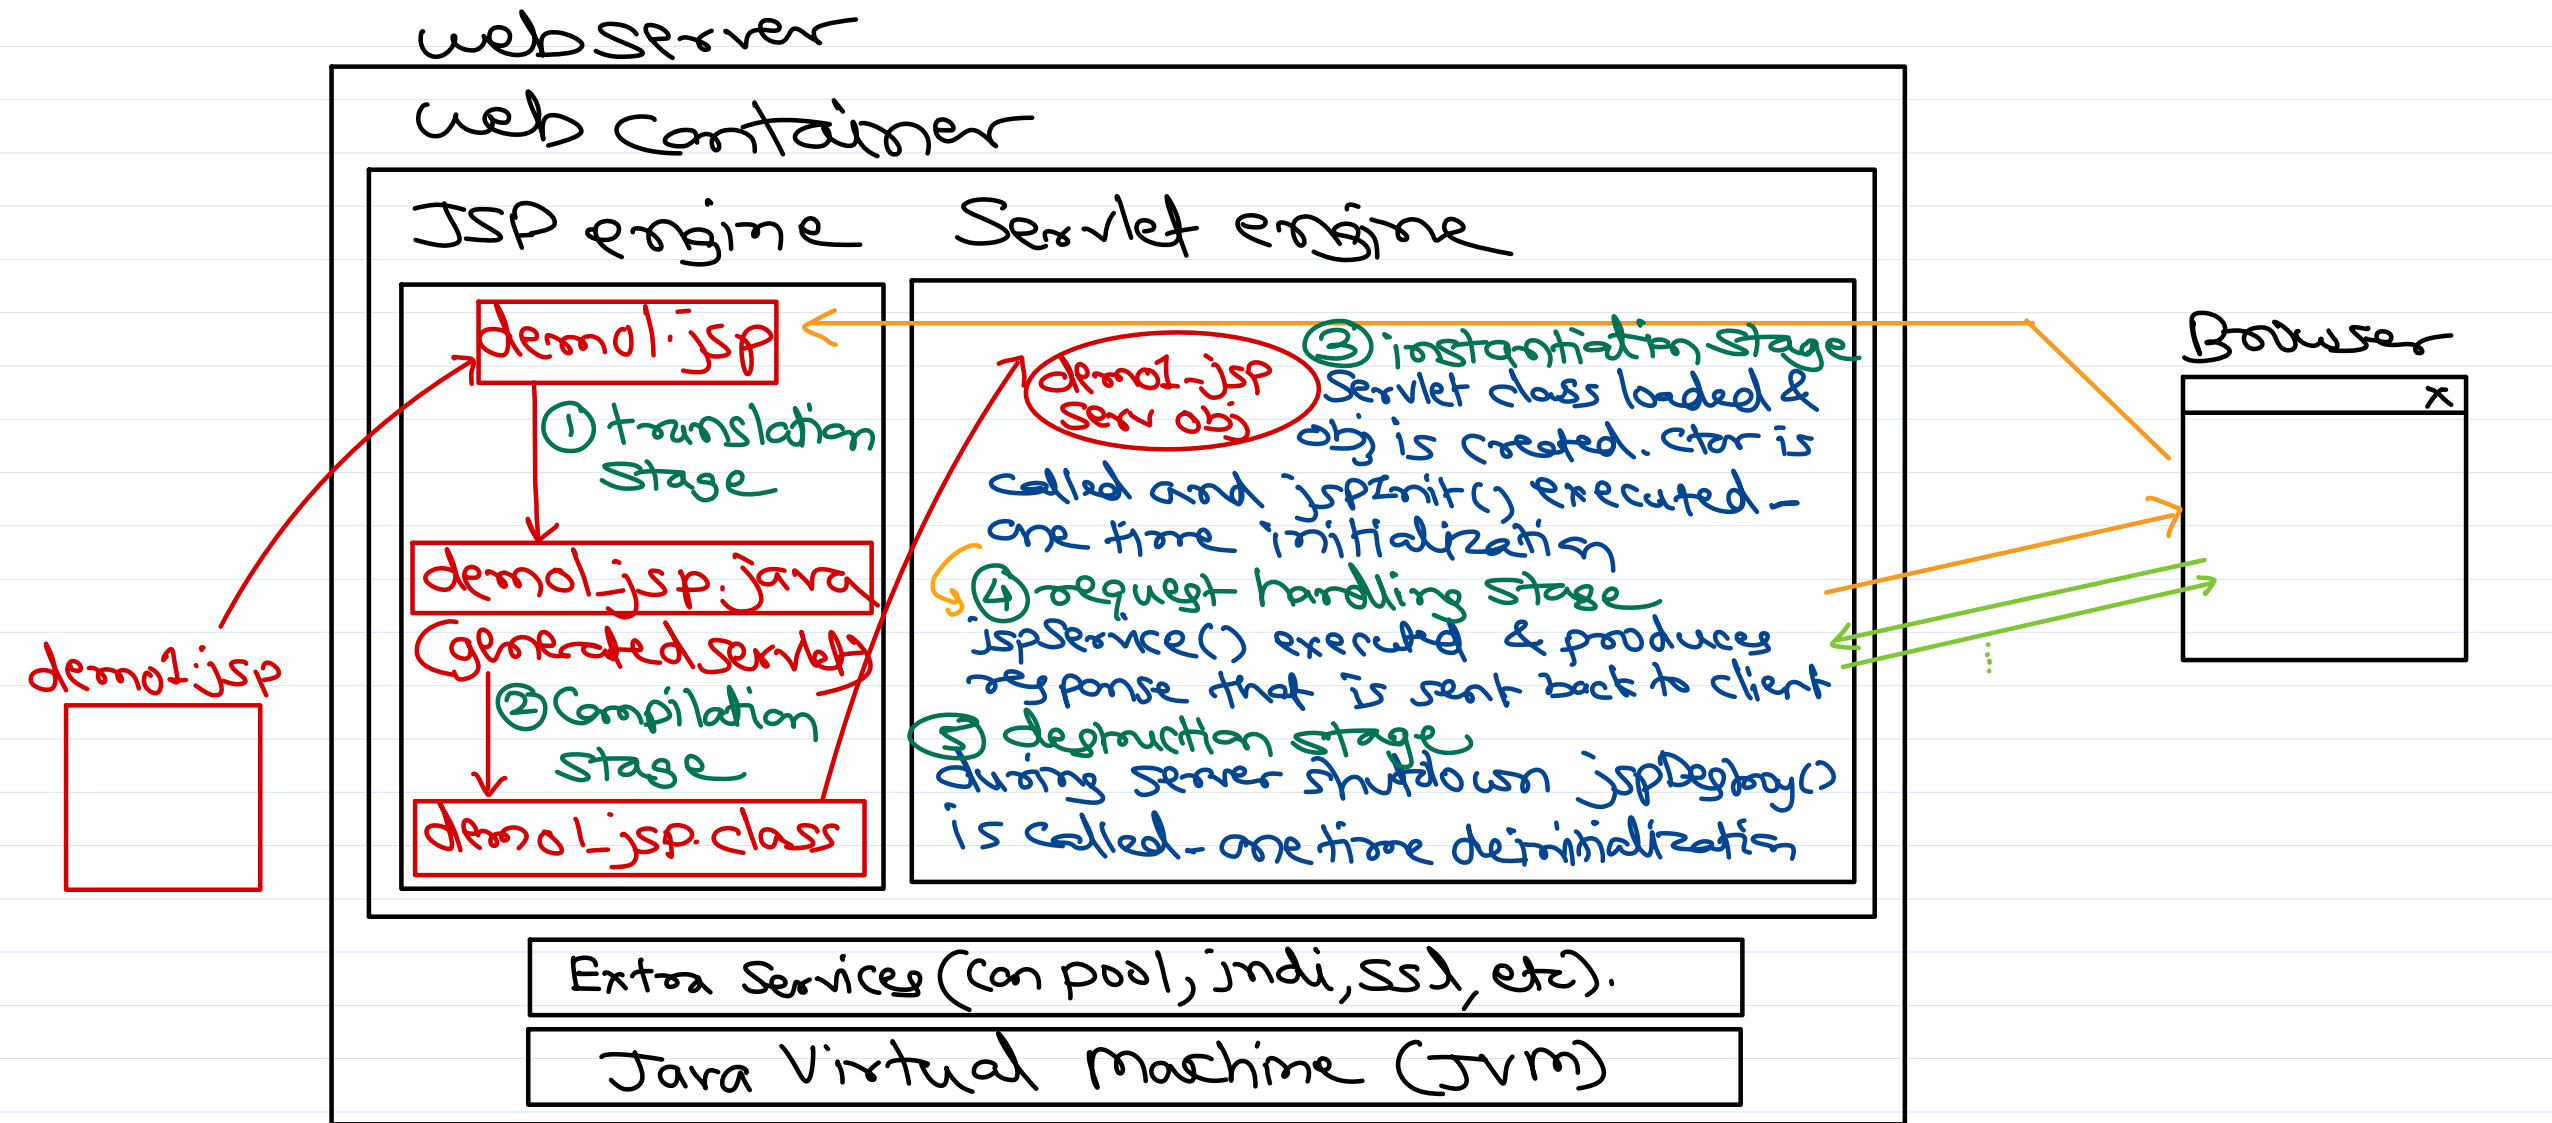 web server
web container
JSP engine
Servlet engine
demo1.jsp
① translation
stage
demo1_jsp.java
(generated servlet)
② Compilation
stage
demo1_jsp.class
demo1_jsp
serv obj
③ instantiation stage
servlet class loaded &
obj is created. ctor is
called and jspInit() executed -
one time initialization
④ request handling stage
jspService() executed & produces
response that is sent back to client
⑤ destruction stage
during server shutdown jspDestroy()
is called - one time deinitialization
Browser
x
demo1.jsp
Extra Services (con pool, jndi, ssl, etc).
Java Virtual Machine (JVM)